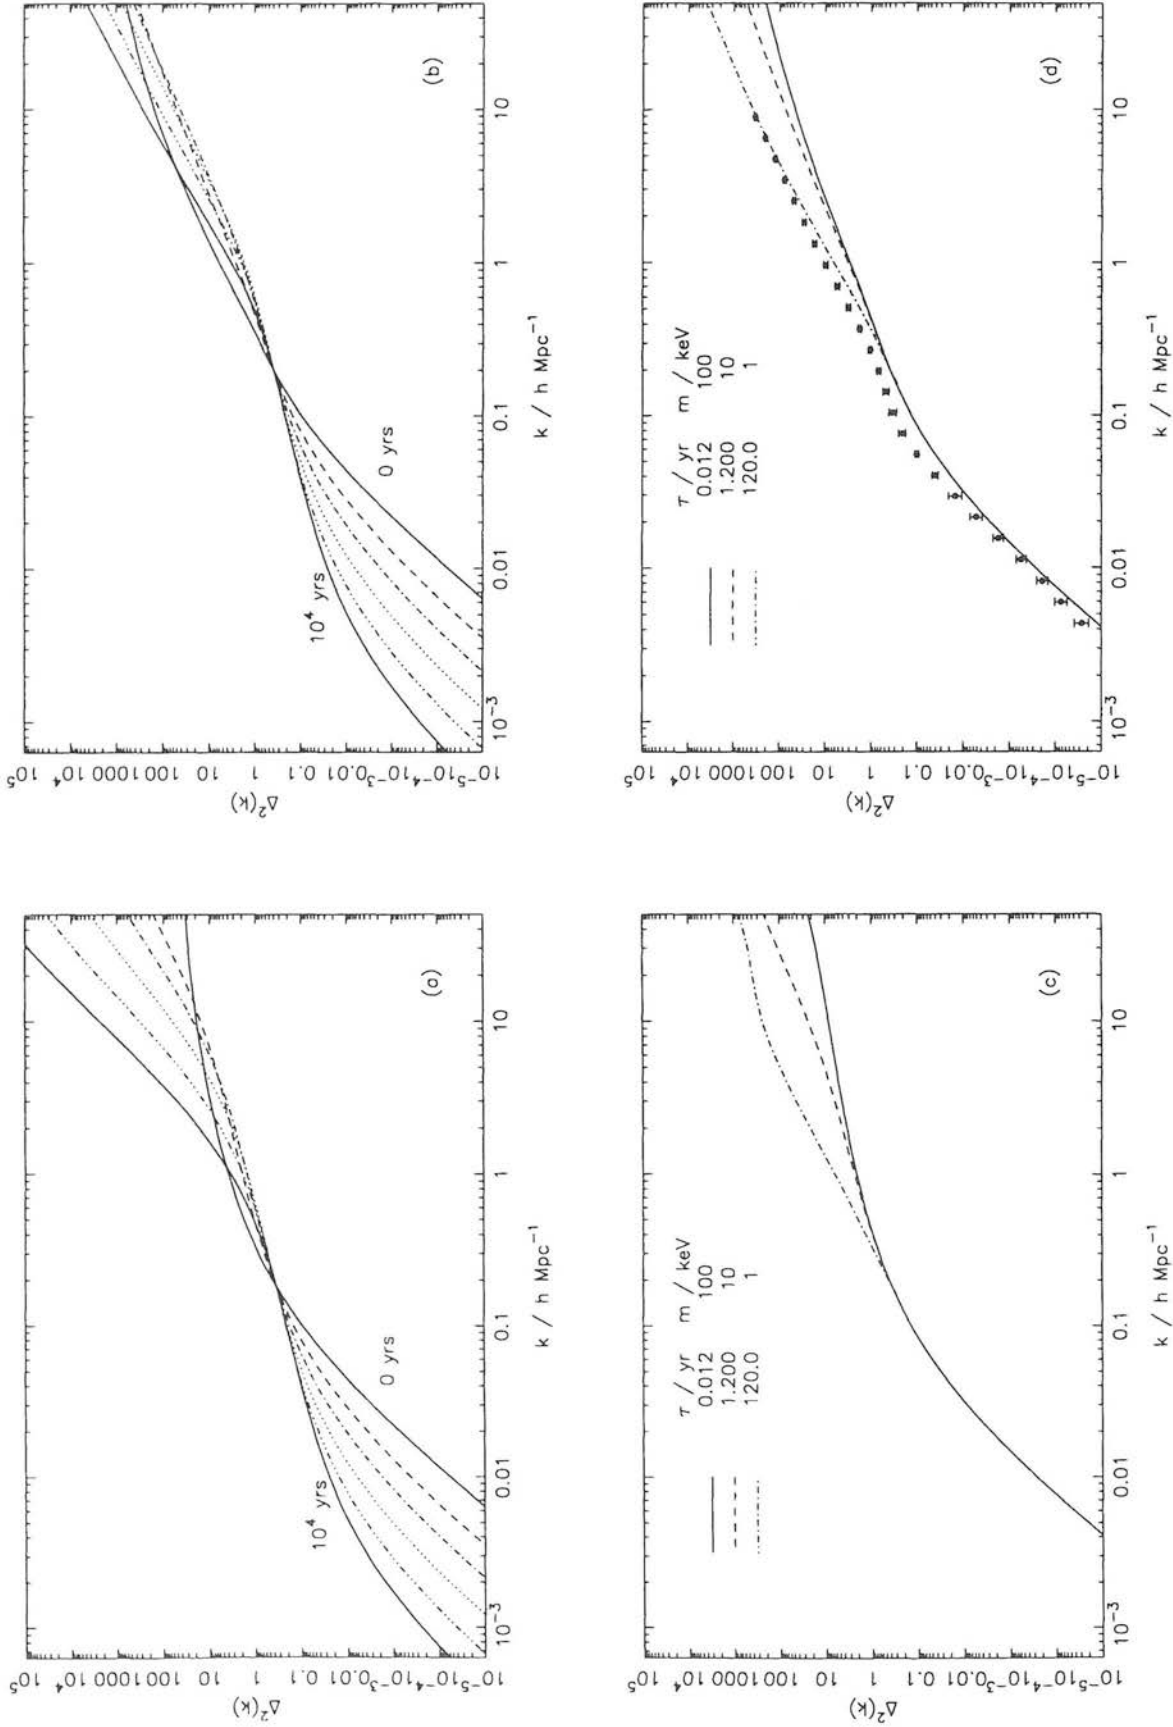 Δ²(k)
10⁻⁵ 10⁻⁴ 10⁻³ 0.01 0.1 1 10 100 1000 10⁴ 10⁵
10⁴ yrs
0 yrs
(a)
10⁻³ 0.01 0.1 1 10
k / h Mpc⁻¹
Δ²(k)
10⁻⁵ 10⁻⁴ 10⁻³ 0.01 0.1 1 10 100 1000 10⁴ 10⁵
10⁴ yrs
0 yrs
(b)
10⁻³ 0.01 0.1 1 10
k / h Mpc⁻¹
Δ²(k)
10⁻⁵ 10⁻⁴ 10⁻³ 0.01 0.1 1 10 100 1000 10⁴ 10⁵
τ / yr m / keV
0.012 100
1.200 10
120.0 1
(c)
10⁻³ 0.01 0.1 1 10
k / h Mpc⁻¹
Δ²(k)
10⁻⁵ 10⁻⁴ 10⁻³ 0.01 0.1 1 10 100 1000 10⁴ 10⁵
τ / yr m / keV
0.012 100
1.200 10
120.0 1
(d)
10⁻³ 0.01 0.1 1 10
k / h Mpc⁻¹